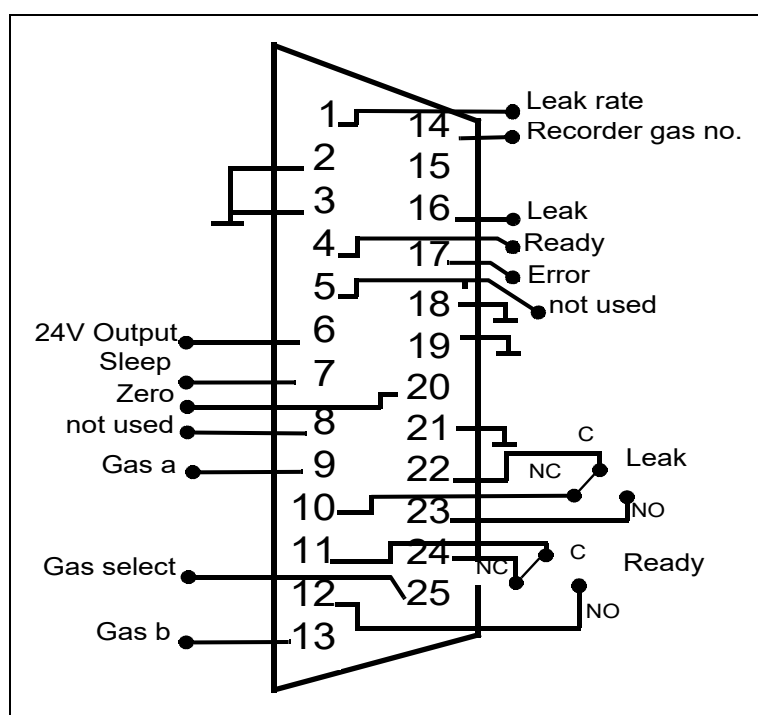 1
14
Leak rate
Recorder gas no.
2
15
3
16
Leak
4
17
Ready
5
Error
18
not used
24V Output
6
19
Sleep
7
Zero
20
not used
8
21
C
Gas a
9
22
NC
Leak
10
23
NO
11
24
C
Gas select
NC
Ready
12
25
NO
Gas b
13